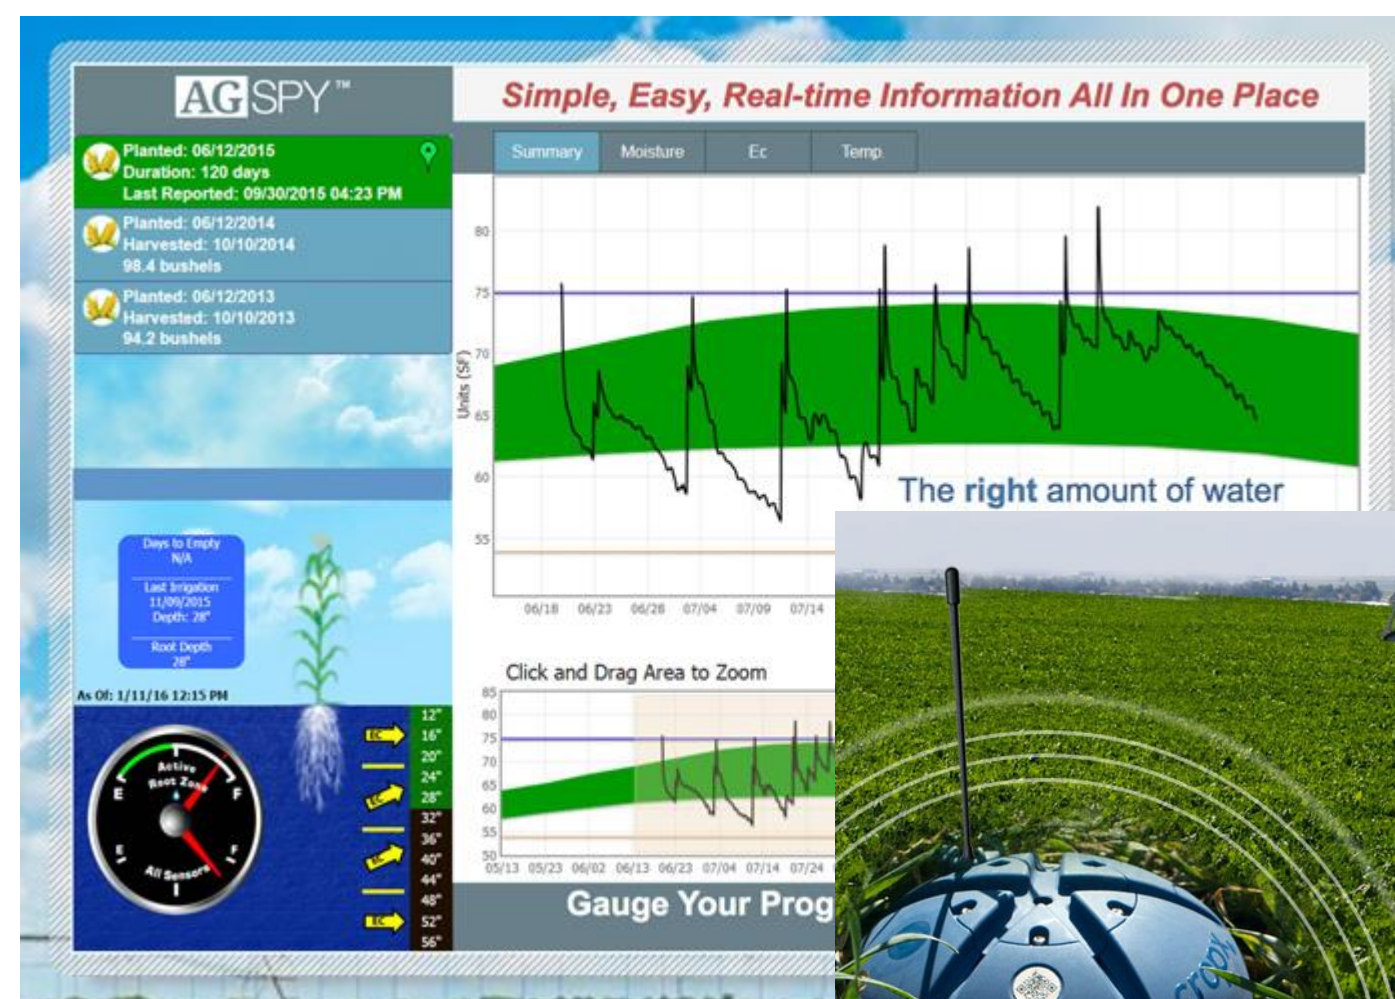 AGSPY™
Simple, Easy, Real-time Information All In One Place
Planted: 06/12/2015
Duration: 120 days
Last Reported: 09/30/2015 04:23 PM
Planted: 06/12/2014
Harvested: 10/10/2014
98.4 bushels
Planted: 06/12/2013
Harvested: 10/10/2013
94.2 bushels
Days to Empty
N/A
Last Irrigation
11/09/2015
Depth: 28"
Root Depth
28"
As Of: 1/11/16 12:15 PM
E Active F
Root Zone
E F
All Sensors
EC
EC
EC
EC
12"
16"
20"
24"
28"
32"
36"
40"
44"
48"
52"
56"
Summary Moisture Ec Temp.
Units (SF)
80
75
70
65
60
55
The right amount of water
06/18 06/23 06/28 07/04 07/09 07/14
Click and Drag Area to Zoom
85
80
75
70
65
60
55
50
05/13 05/23 06/02 06/13 06/23 07/04 07/14 07/24
Gauge Your Prog
cropx